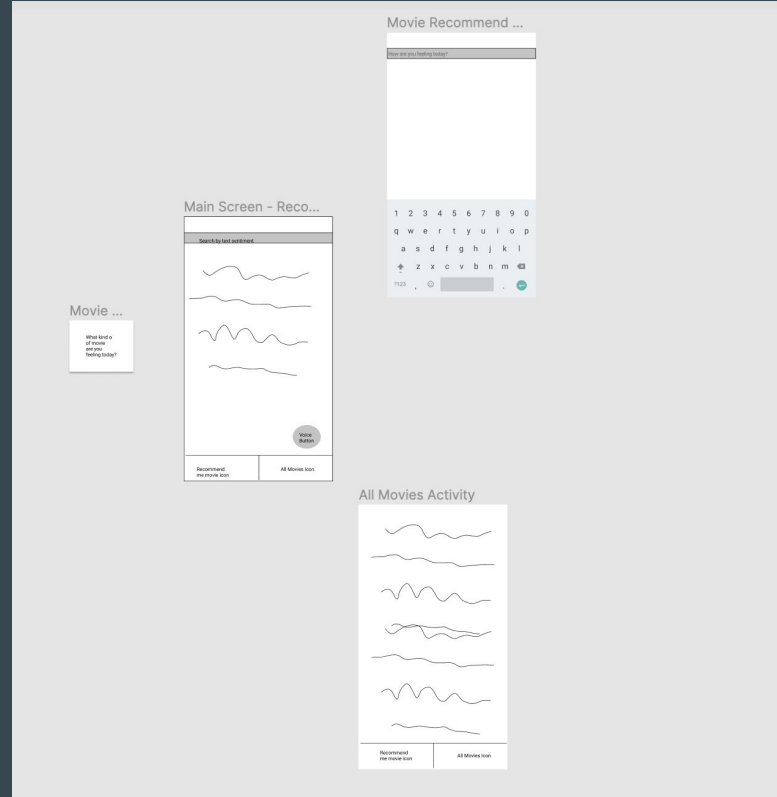 Movie Recommend ...
How are you feeling today?
1 2 3 4 5 6 7 8 9 0
q w e r t y u i o p
a s d f g h j k l
z x c v b n m
?123 , .
Main Screen - Reco...
Search by text sentiment
Voice
Button
Recommend
me movie icon
All Movies Icon
Movie ...
What kind o
of movie
are you
feeling today?
All Movies Activity
Recommend
me movie icon
All Movies Icon